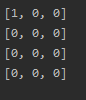 [1, 0, 0]
[0, 0, 0]
[0, 0, 0]
[0, 0, 0]